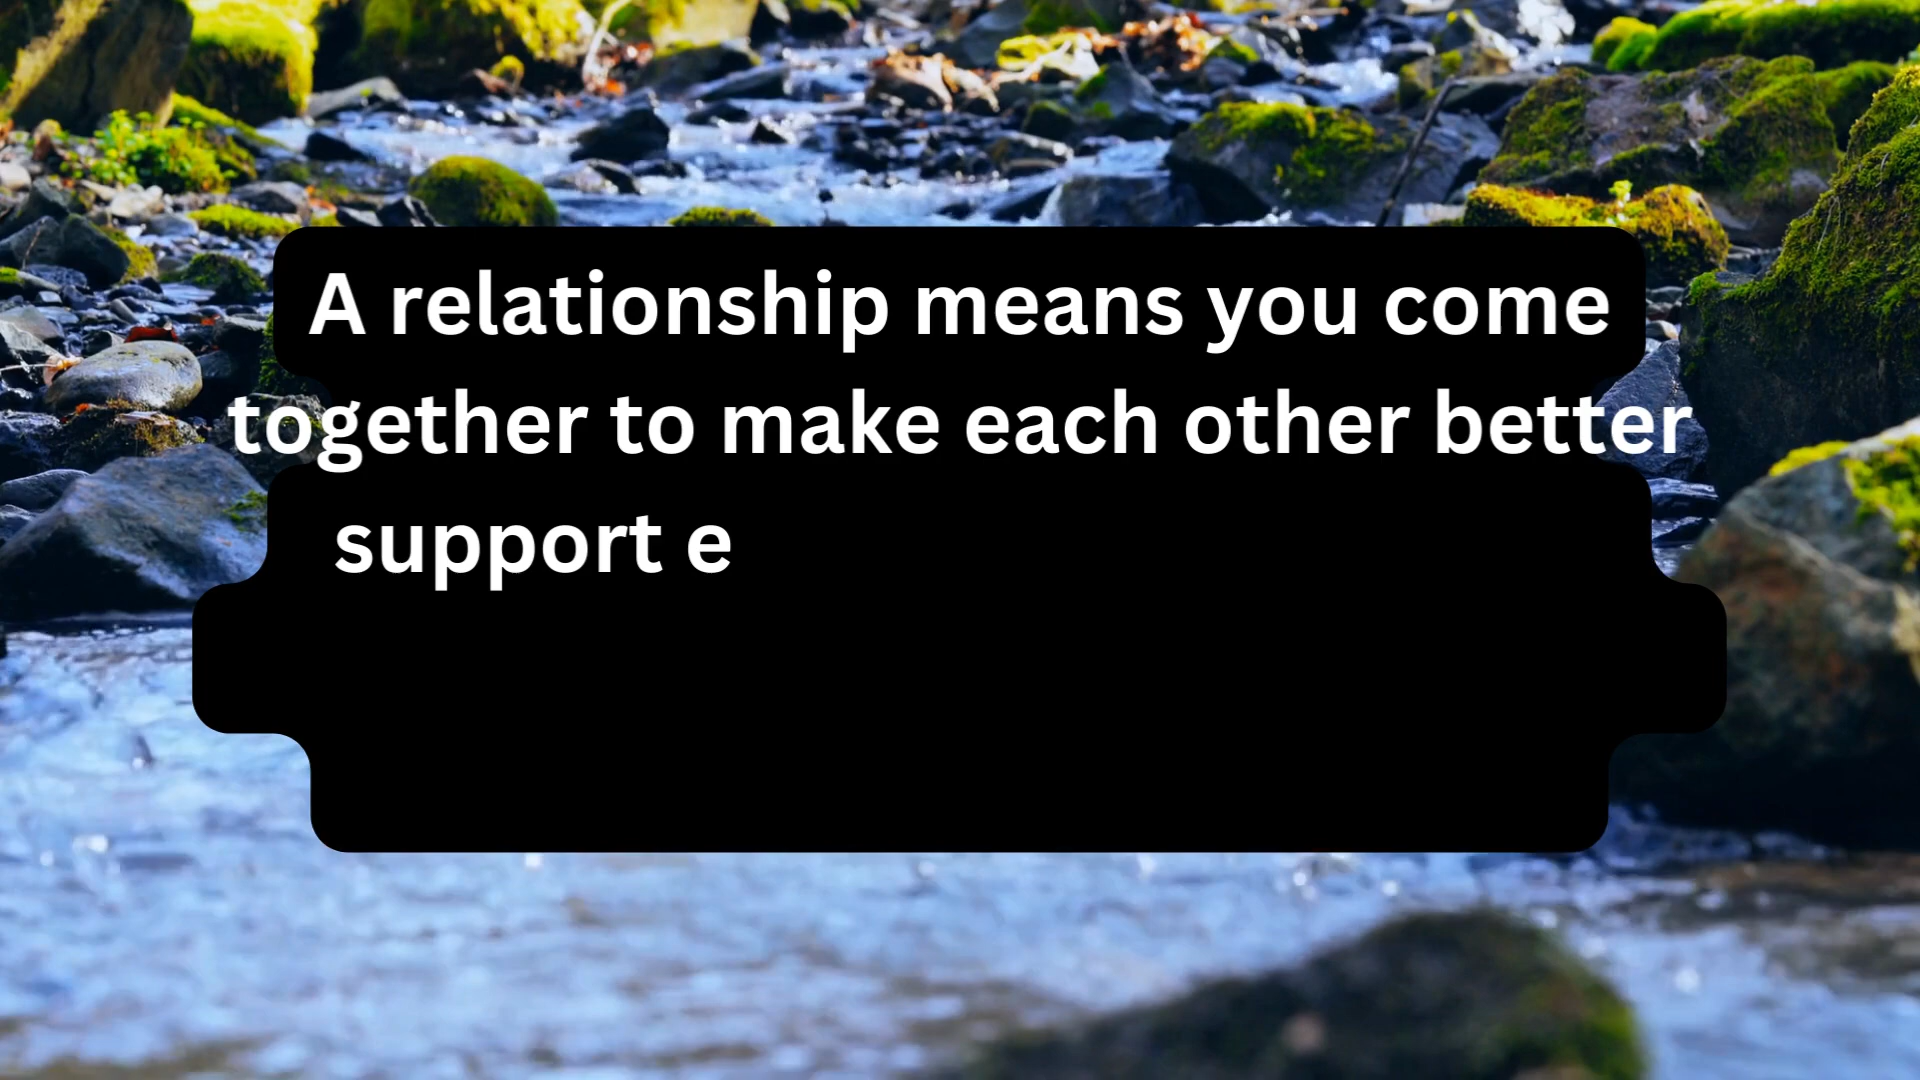 A relationship means you come
together to make each other better
support e